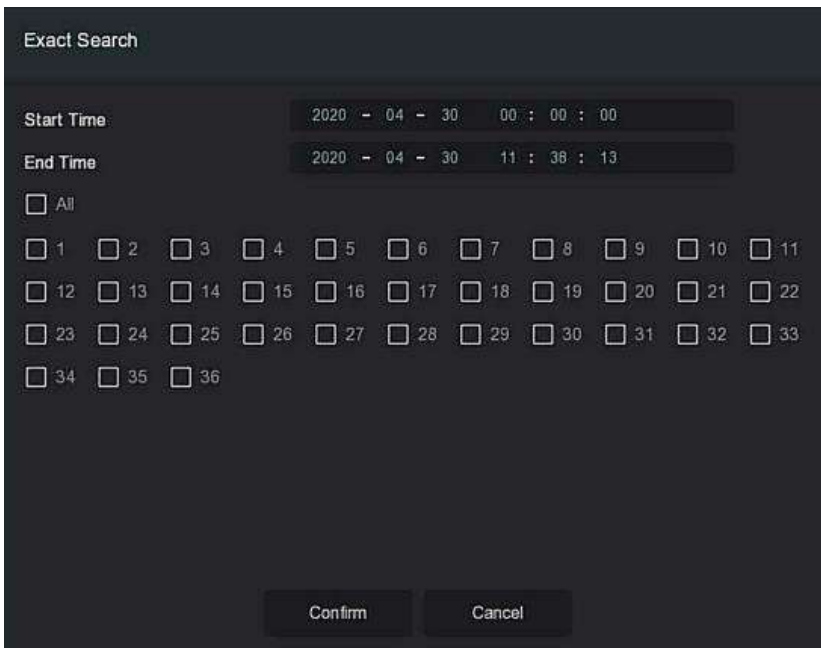 Exact Search
Start Time 2020 - 04 - 30 00 : 00 : 00
End Time 2020 - 04 - 30 11 : 38 : 13
All
1 2 3 4 5 6 7 8 9 10 11
12 13 14 15 16 17 18 19 20 21 22
23 24 25 26 27 28 29 30 31 32 33
34 35 36
Confirm Cancel